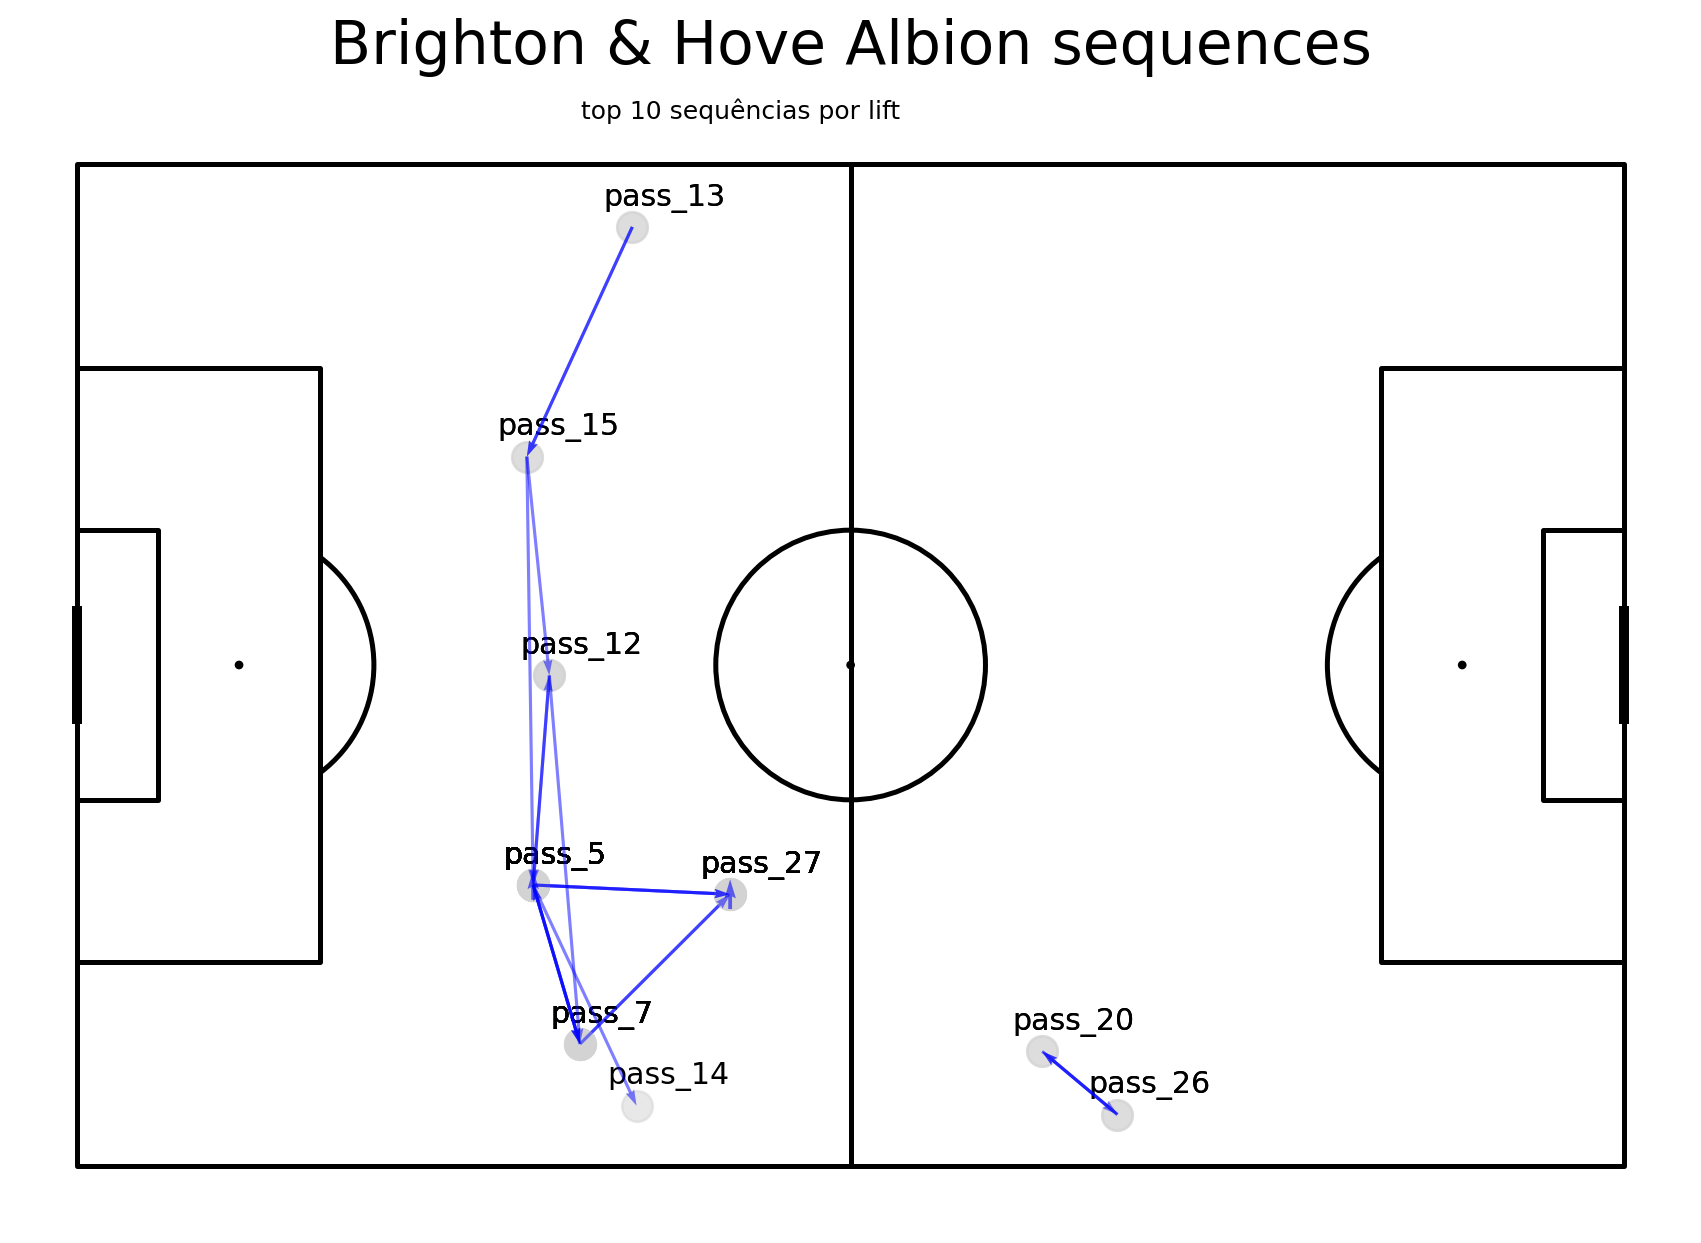 Brighton & Hove Albion sequences
top 10 sequências por lift
pass_13
pass_15
pass_12
pass_5
pass_27
pass_7
pass_20
pass_14
pass_26